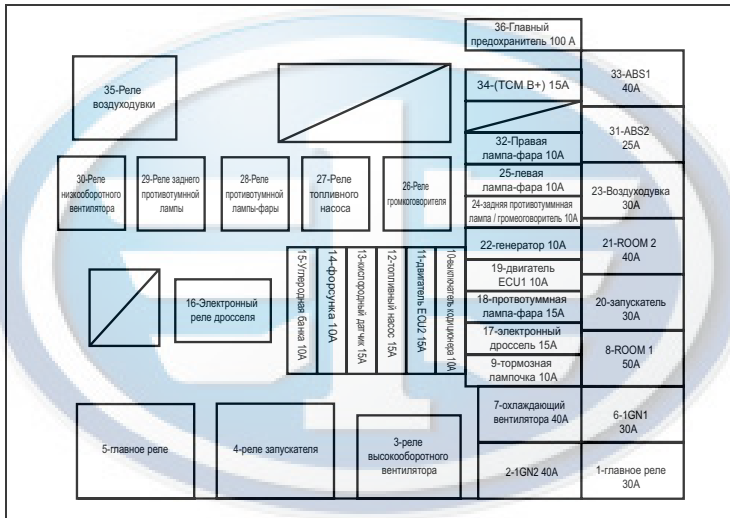 36-Главный
предохранитель 100 А
35-Реле
воздуходувки
34-(TCM B+) 15A
33-ABS1
40A
32-Правая
лампа-фара 10A
31-ABS2
25A
30-Реле
низкооборотного
вентилятора
29-Реле заднего
противотумнной
лампы
28-Реле
противотумнной
лампы-фары
27-Реле
топливного
насоса
26-Реле
громкоговорителя
25-левая
лампа-фара 10A
24-задняя противотуммнная
лампа / громеоговоритель 10A
23-Воздуходувка
30A
22-генератор 10A
21-ROOM 2
40A
19-двигатель
ECU1 10A
20-запускатель
30A
18-протвотуммная
лампа-фара 15A
17-электронный
дроссель 15A
9-тормозная
лампочка 10A
8-ROOM 1
50A
16-Электронный
реле дросселя
15-Углеродная банка 10A
14-форосунка 10A
13-кислородный датчик 15A
12-топливный насос 15A
11-двигатель ECU2 15A
10-выключатель кодиционера 10A
7-охлаждающий
вентилятора 40A
6-1GN1
30A
5-главное реле
4-реле запускателя
3-реле
высокооборотного
вентилятора
2-1GN2 40A
1-главное реле
30A